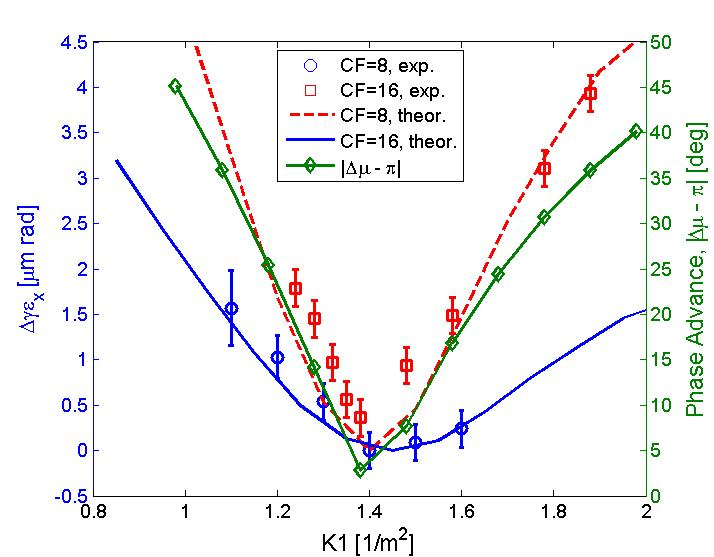 4.5
4
3.5
3
2.5
2
1.5
1
0.5
0
-0.5
Δγε_x [μm rad]
CF=8, exp.
CF=16, exp.
CF=8, theor.
CF=16, theor.
|Δμ - π|
50
45
40
35
30
25
20
15
10
5
0
Phase Advance, |Δμ - π| [deg]
0.8 1 1.2 1.4 1.6 1.8 2
K1 [1/m²]